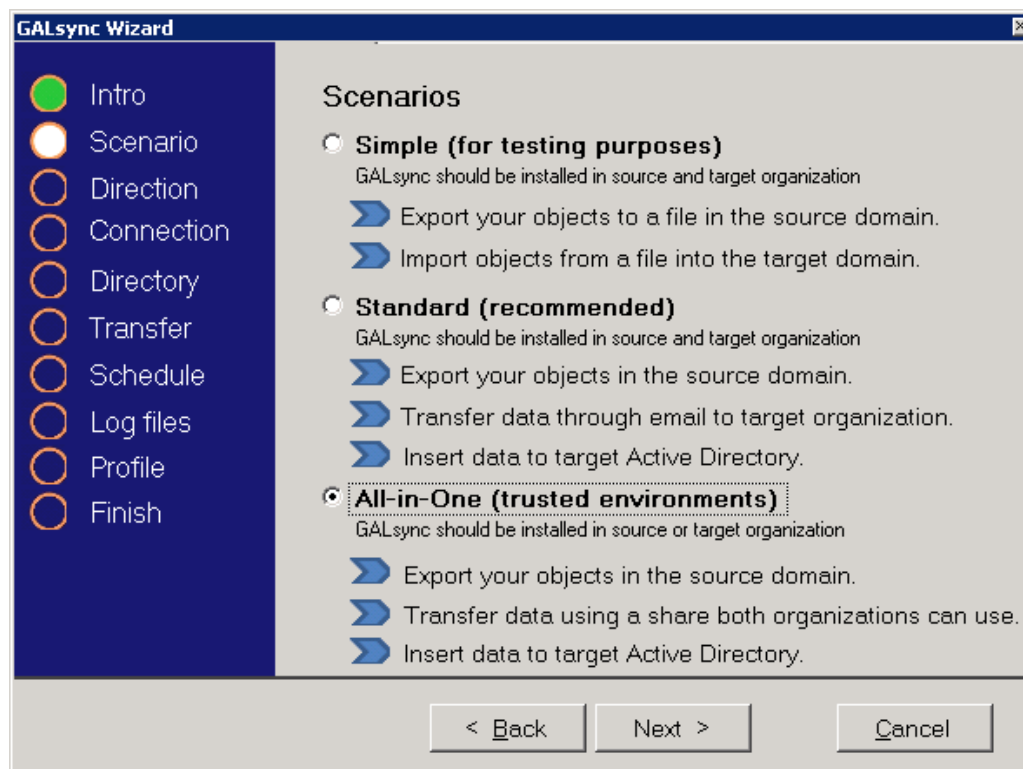 GALsync Wizard
Intro
Scenario
Direction
Connection
Directory
Transfer
Schedule
Log files
Profile
Finish
Scenarios
Simple (for testing purposes)
GALsync should be installed in source and target organization
Export your objects to a file in the source domain.
Import objects from a file into the target domain.
Standard (recommended)
GALsync should be installed in source and target organization
Export your objects in the source domain.
Transfer data through email to target organization.
Insert data to target Active Directory.
All-in-One (trusted environments)
GALsync should be installed in source or target organization
Export your objects in the source domain.
Transfer data using a share both organizations can use.
Insert data to target Active Directory.
< Back
Next >
Cancel